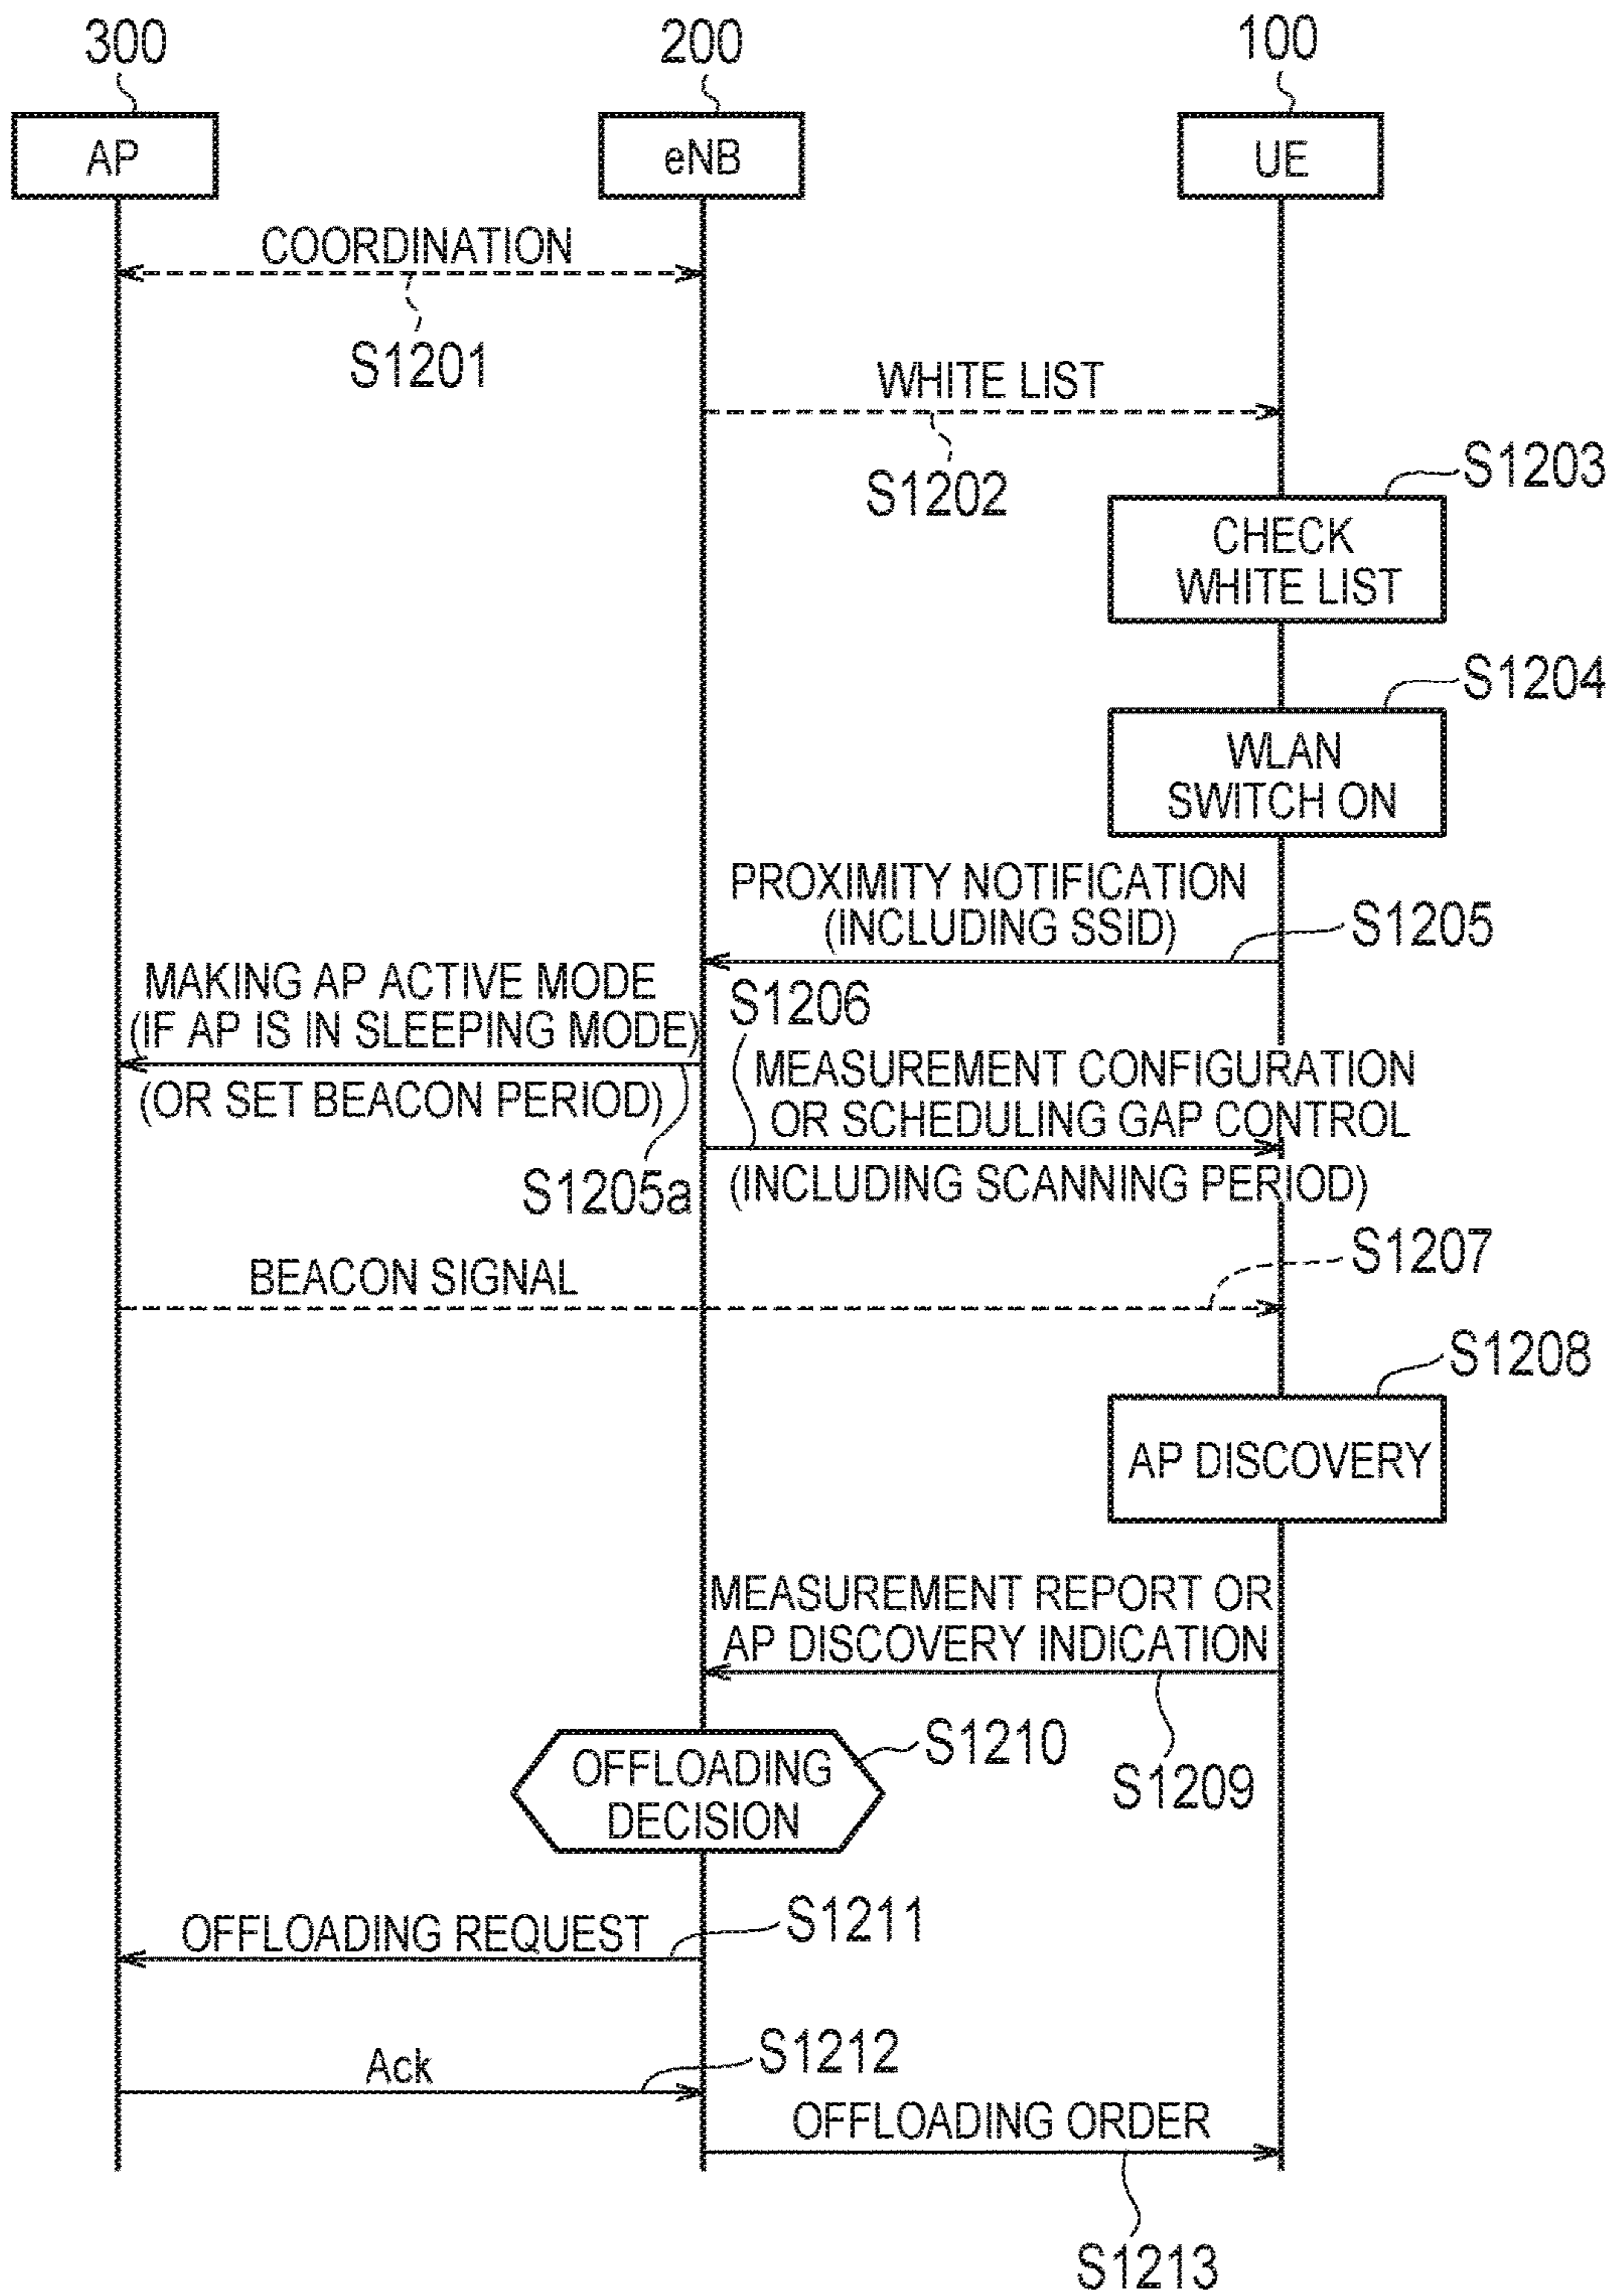 300
200
100
AP
eNB
UE
COORDINATION
S1201
WHITE LIST
S1202
S1203
CHECK
WHITE LIST
S1204
WLAN
SWITCH ON
PROXIMITY NOTIFICATION
(INCLUDING SSID)
S1205
MAKING AP ACTIVE MODE
(IF AP IS IN SLEEPING MODE)
(OR SET BEACON PERIOD)
S1205a
S1206
MEASUREMENT CONFIGURATION
OR SCHEDULING GAP CONTROL
(INCLUDING SCANNING PERIOD)
BEACON SIGNAL
S1207
S1208
AP DISCOVERY
MEASUREMENT REPORT OR
AP DISCOVERY INDICATION
S1209
OFFLOADING
DECISION
S1210
OFFLOADING REQUEST
S1211
Ack
S1212
OFFLOADING ORDER
S1213